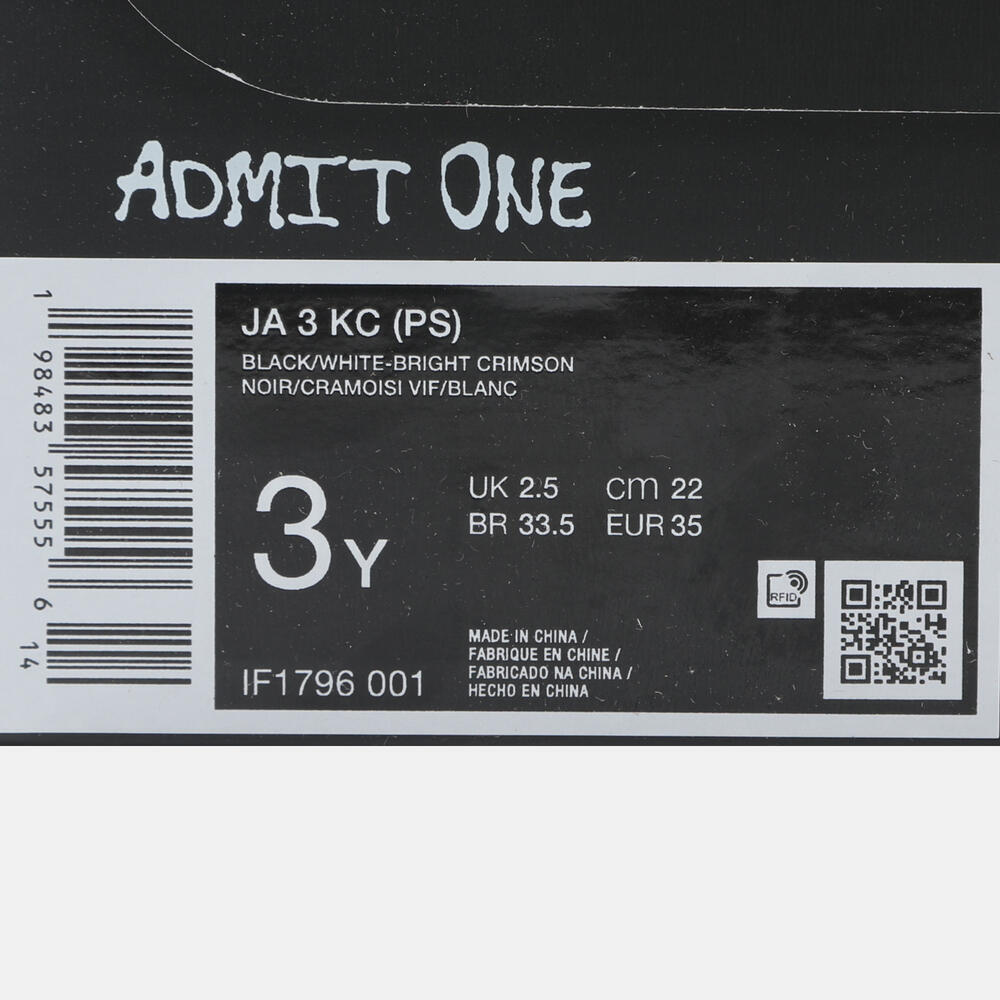 ADMIT ONE
JA 3 KC (PS)
BLACK/WHITE-BRIGHT CRIMSON
NOIR/CRAMOISI VIF/BLANC
3Y
UK 2.5 cm 22
BR 33.5 EUR 35
MADE IN CHINA /
FABRIQUE EN CHINE /
FABRICADO NA CHINA /
HECHO EN CHINA
IF1796 001
RFID
1 98483 57555 6 14